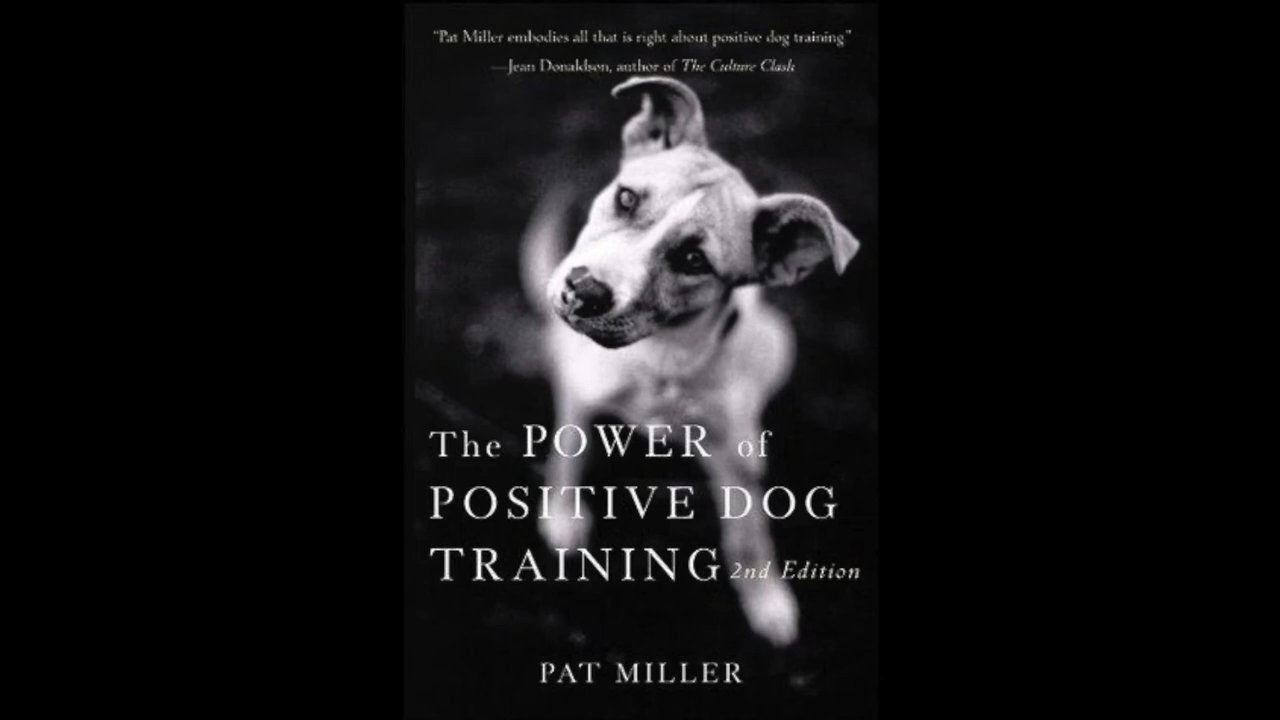 "Pat Miller embodies all that is right about positive dog training"
—Jean Donaldson, author of The Culture Clash
The POWER of
POSITIVE DOG
TRAINING 2nd Edition
PAT MILLER